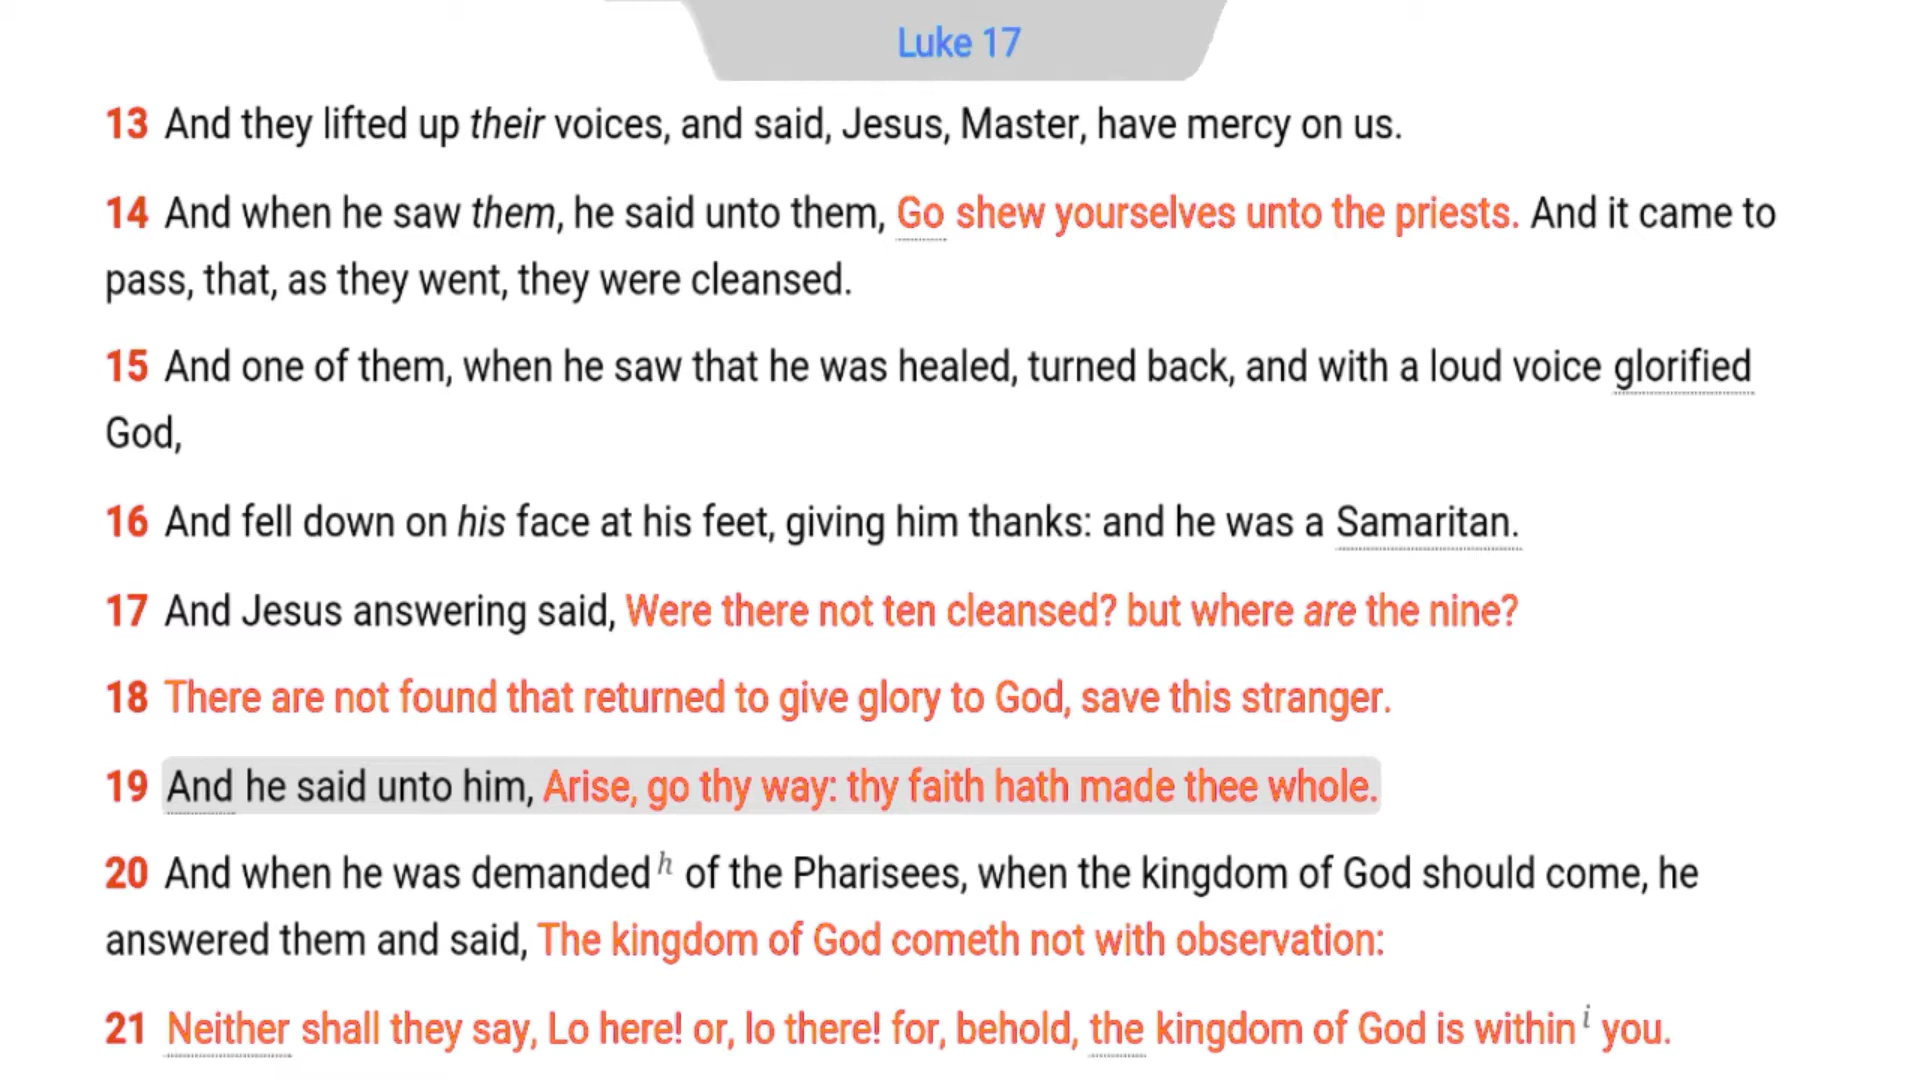 Luke 17
13 And they lifted up their voices, and said, Jesus, Master, have mercy on us.
14 And when he saw them, he said unto them, Go shew yourselves unto the priests. And it came to
pass, that, as they went, they were cleansed.
15 And one of them, when he saw that he was healed, turned back, and with a loud voice glorified
God,
16 And fell down on his face at his feet, giving him thanks: and he was a Samaritan.
17 And Jesus answering said, Were there not ten cleansed? but where are the nine?
18 There are not found that returned to give glory to God, save this stranger.
19 And he said unto him, Arise, go thy way: thy faith hath made thee whole.
20 And when he was demanded h of the Pharisees, when the kingdom of God should come, he
answered them and said, The kingdom of God cometh not with observation:
21 Neither shall they say, Lo here! or, lo there! for, behold, the kingdom of God is within i you.